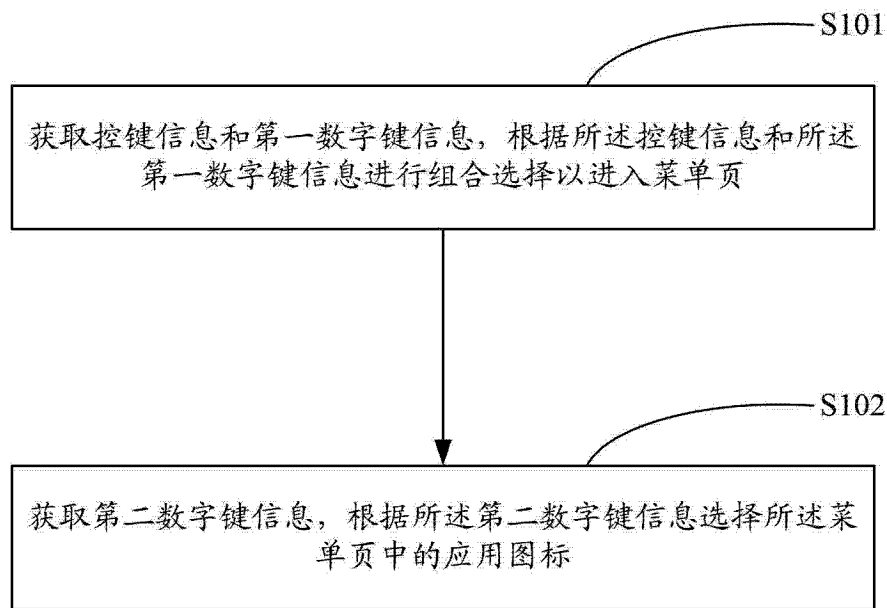 S101
获取控键信息和第一数字键信息，根据所述控键信息和所述
第一数字键信息进行组合选择以进入菜单页
S102
获取第二数字键信息，根据所述第二数字键信息选择所述菜
单页中的应用图标